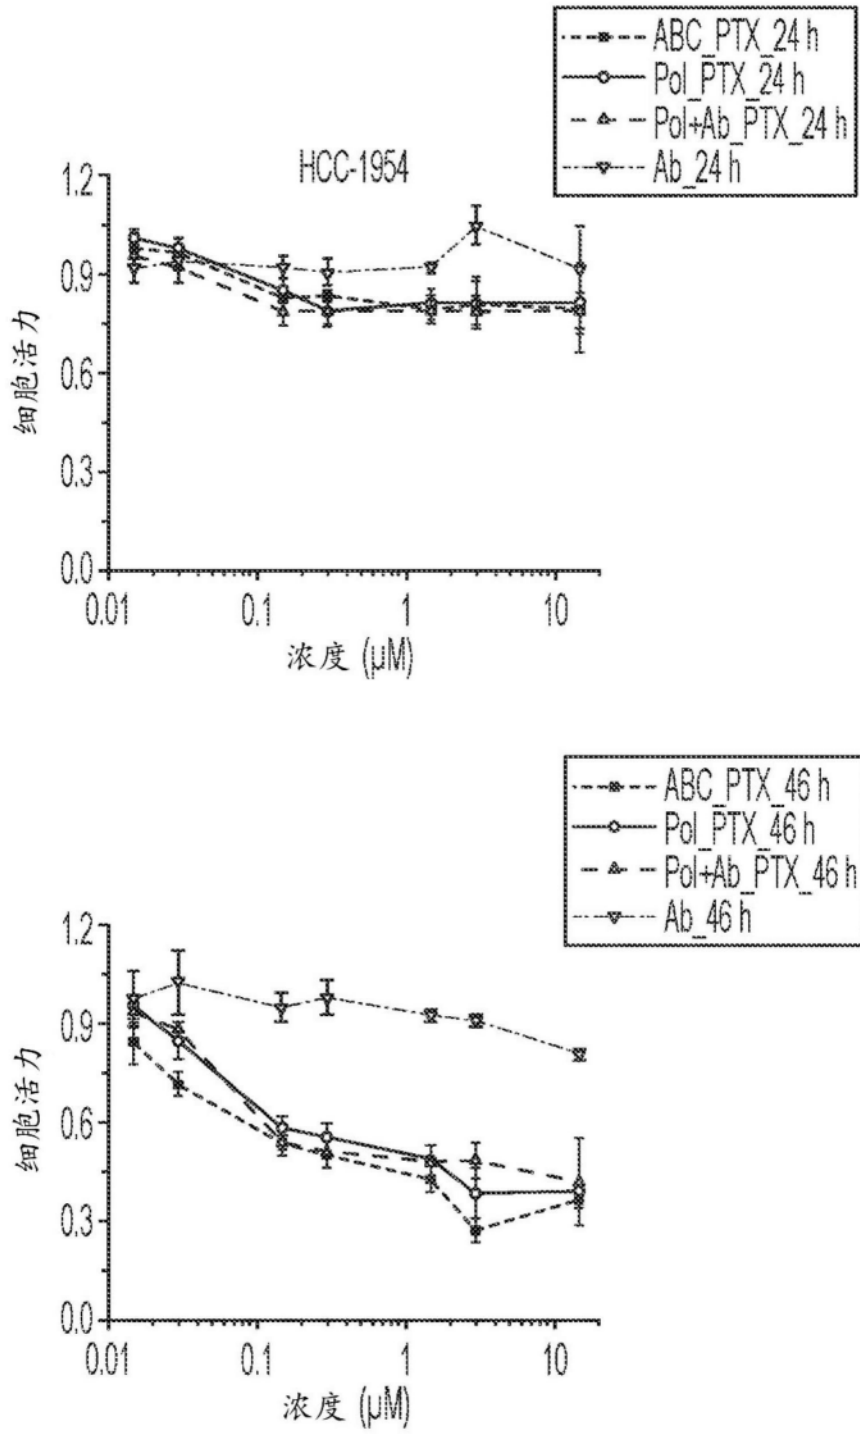 ABC_PTX_24 h
Pol_PTX_24 h
Pol+Ab_PTX_24 h
Ab_24 h
HCC-1954
1.2
0.9
0.6
0.3
0.0
细胞活力
0.01
0.1
1
10
浓度 (μM)
ABC_PTX_46 h
Pol_PTX_46 h
Pol+Ab_PTX_46 h
Ab_46 h
1.2
0.9
0.6
0.3
0.0
细胞活力
0.01
0.1
1
10
浓度 (μM)